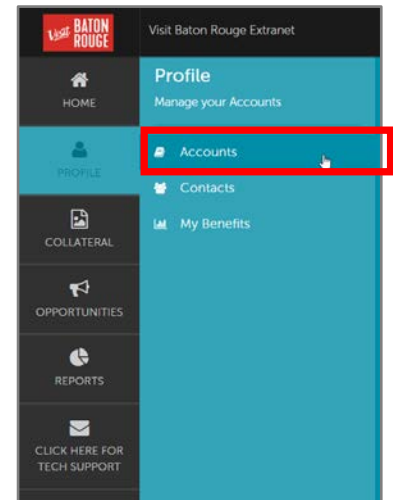 Visit BATON
ROUGE
Visit Baton Rouge Extranet
HOME
PROFILE
COLLATERAL
OPPORTUNITIES
REPORTS
CLICK HERE FOR
TECH SUPPORT
Profile
Manage your Accounts
Accounts
Contacts
My Benefits